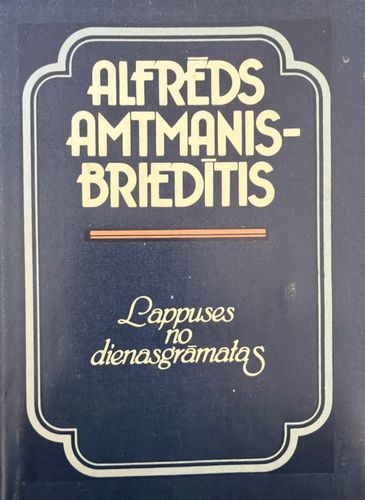 ALFRĒDS
AMTMANIS-
BRIEDĪTIS
Lappuses
no
dienasgrāmatas